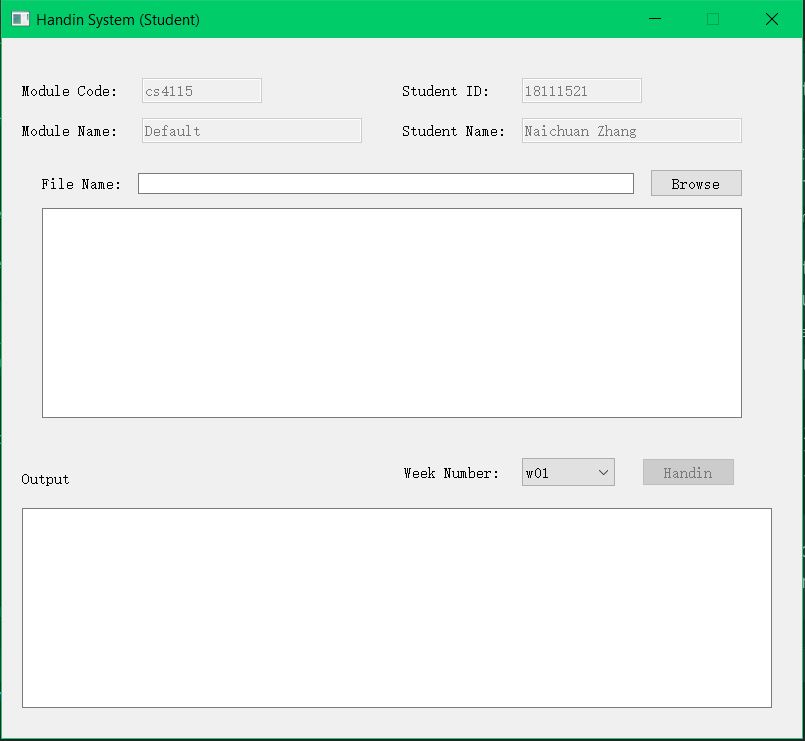 Handin System (Student)
Module Code: cs4115 Student ID: 18111521
Module Name: Default Student Name: Naichuan Zhang
File Name: Browse
Week Number: w01 Handin
Output